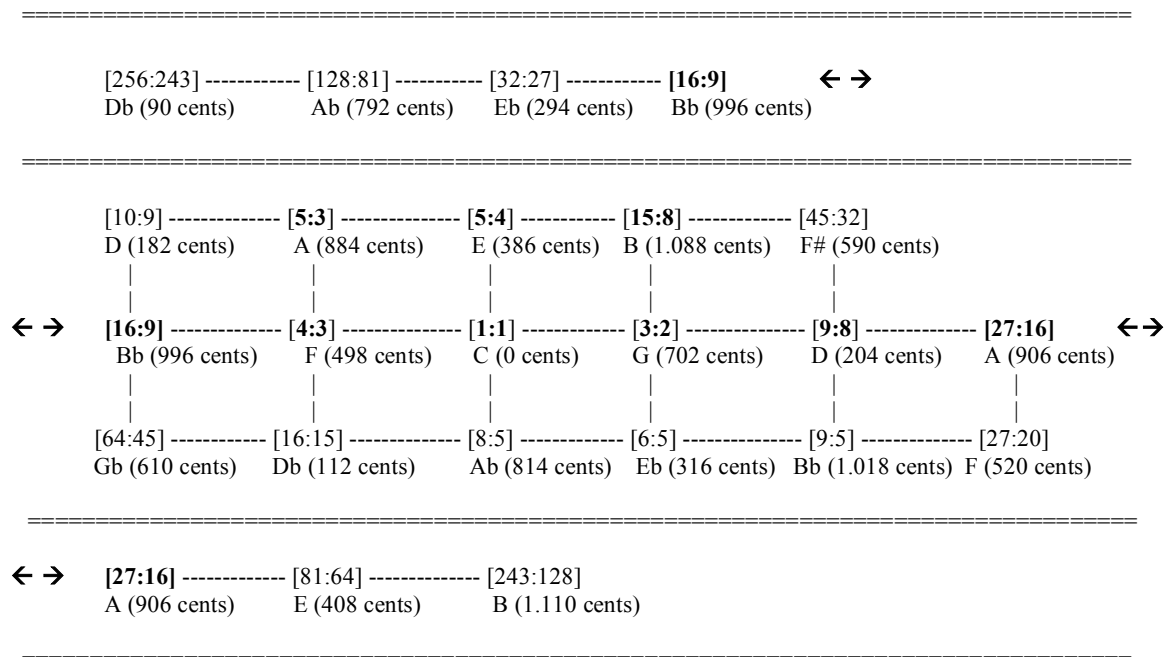 ================================================================================
[256:243] ------------ [128:81] ----------- [32:27] ------------ [16:9] ← →
Db (90 cents) Ab (792 cents) Eb (294 cents) Bb (996 cents)
================================================================================
[10:9] -------------- [5:3] --------------- [5:4] ------------ [15:8] ------------- [45:32]
D (182 cents) A (884 cents) E (386 cents) B (1.088 cents) F# (590 cents)
| | | | |
| | | | |
← → [16:9] -------------- [4:3] --------------- [1:1] ------------- [3:2] --------------- [9:8] -------------- [27:16] ←→
Bb (996 cents) F (498 cents) C (0 cents) G (702 cents) D (204 cents) A (906 cents)
| | | | | |
| | | | | |
[64:45] ----------- [16:15] -------------- [8:5] ------------- [6:5] --------------- [9:5] -------------- [27:20]
Gb (610 cents) Db (112 cents) Ab (814 cents) Eb (316 cents) Bb (1.018 cents) F (520 cents)
================================================================================
← → [27:16] ------------- [81:64] -------------- [243:128]
A (906 cents) E (408 cents) B (1.110 cents)
================================================================================